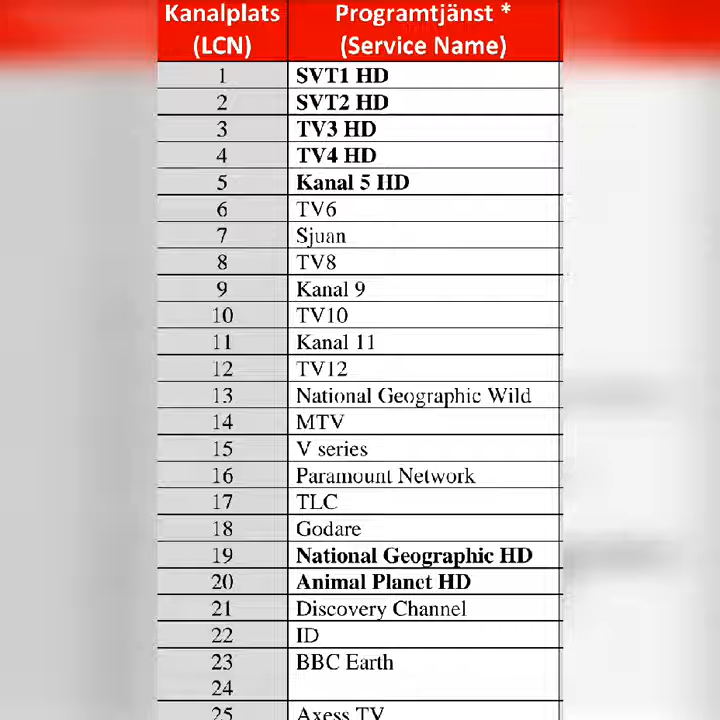 Kanalplats Programtjänst *
(LCN) (Service Name)
1 SVT1 HD
2 SVT2 HD
3 TV3 HD
4 TV4 HD
5 Kanal 5 HD
6 TV6
7 Sjuan
8 TV8
9 Kanal 9
10 TV10
11 Kanal 11
12 TV12
13 National Geographic Wild
14 MTV
15 V series
16 Paramount Network
17 TLC
18 Godare
19 National Geographic HD
20 Animal Planet HD
21 Discovery Channel
22 ID
23 BBC Earth
24
25 Axess TV